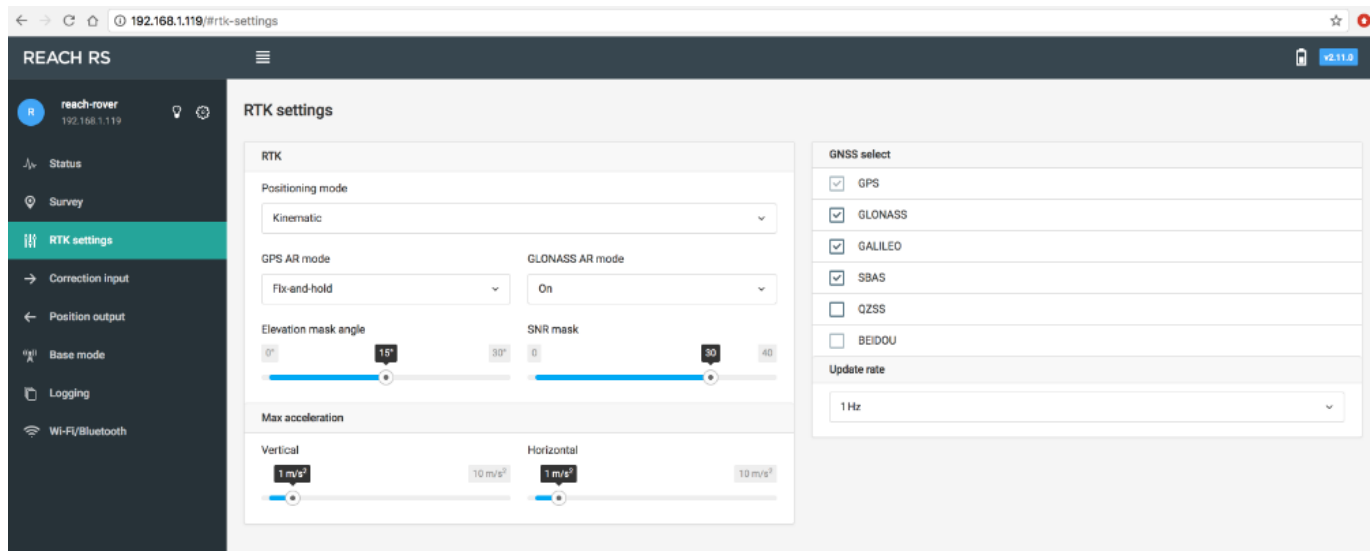 192.168.1.119/#rtk-settings
REACH RS
v2.11.0
R
reach-rover
192.168.1.119
Status
Survey
RTK settings
Correction input
Position output
Base mode
Logging
Wi-Fi/Bluetooth
RTK settings
RTK
Positioning mode
Kinematic
GPS AR mode
GLONASS AR mode
Fix-and-hold
On
Elevation mask angle
SNR mask
0° 15° 30°
0 30 40
Max acceleration
Vertical
Horizontal
1 m/s² 10 m/s²
1 m/s² 10 m/s²
GNSS select
GPS
GLONASS
GALILEO
SBAS
QZSS
BEIDOU
Update rate
1 Hz